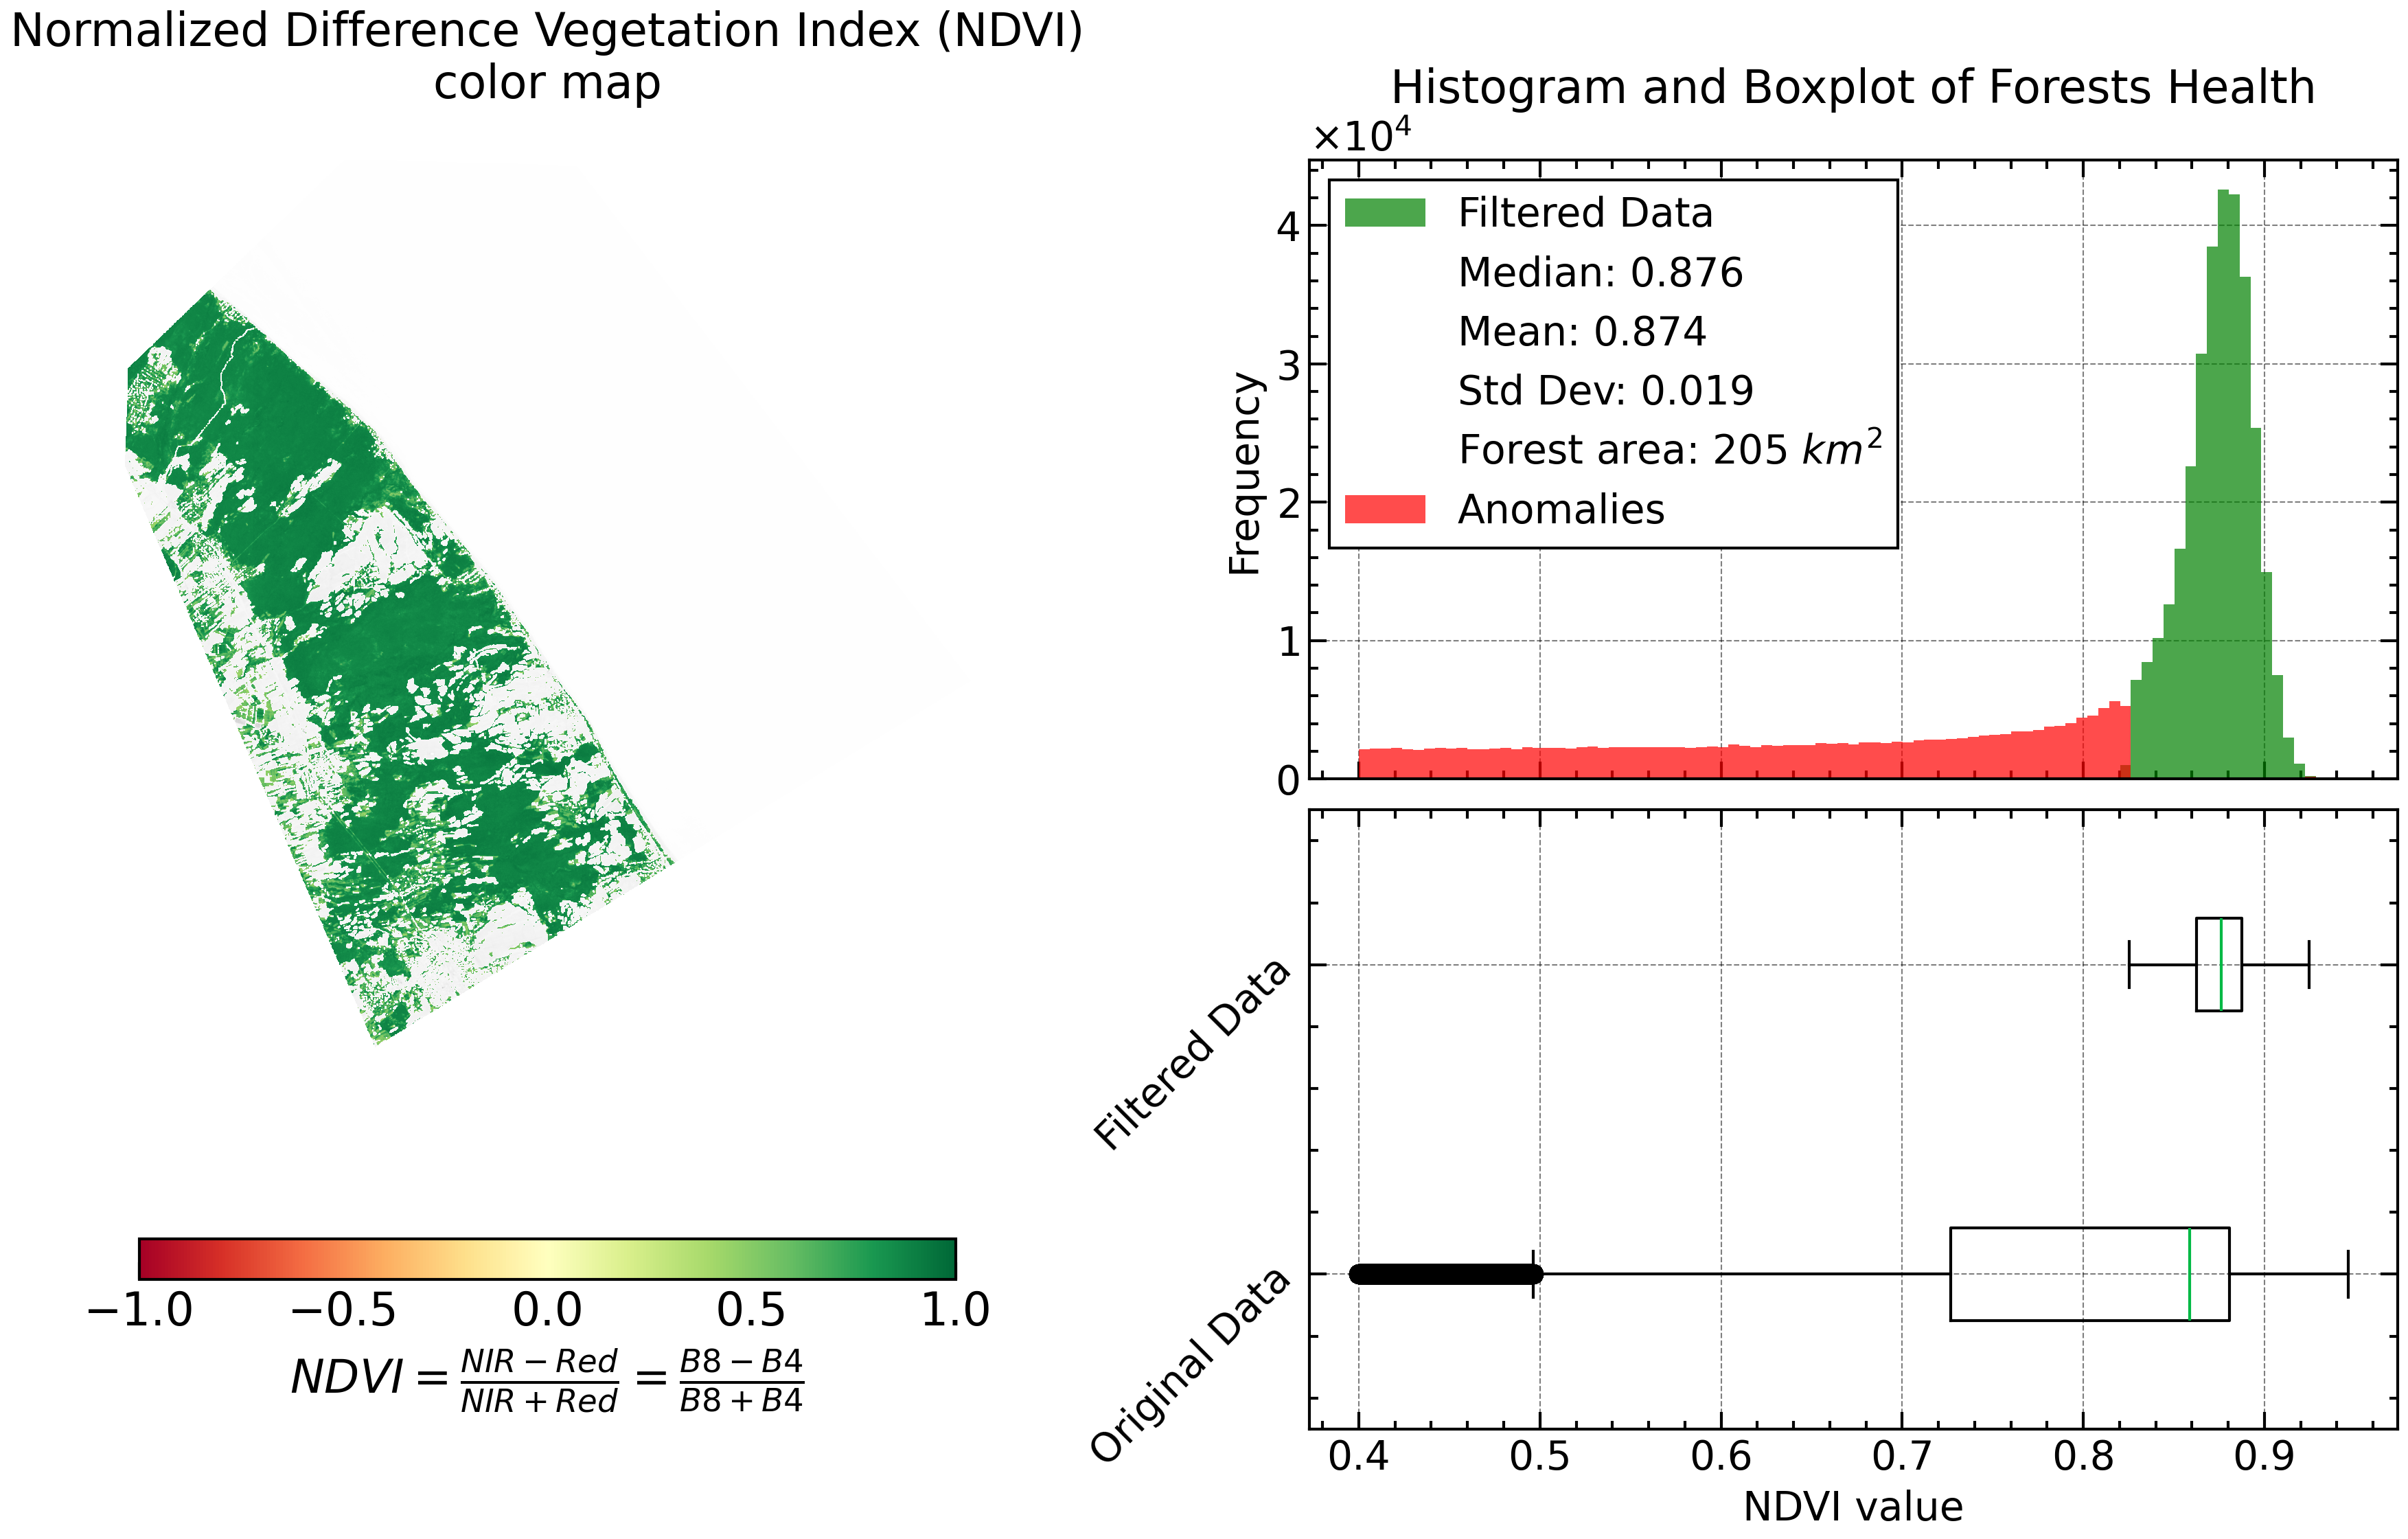 Normalized Difference Vegetation Index (NDVI)
color map
−1.0 −0.5 0.0 0.5 1.0
NDVI = (NIR − Red)/(NIR + Red) = (B8 − B4)/(B8 + B4)
Histogram and Boxplot of Forests Health
×10⁴
Frequency
4
3
2
1
0
Filtered Data
Median: 0.876
Mean: 0.874
Std Dev: 0.019
Forest area: 205 km²
Anomalies
Filtered Data
Original Data
0.4 0.5 0.6 0.7 0.8 0.9
NDVI value